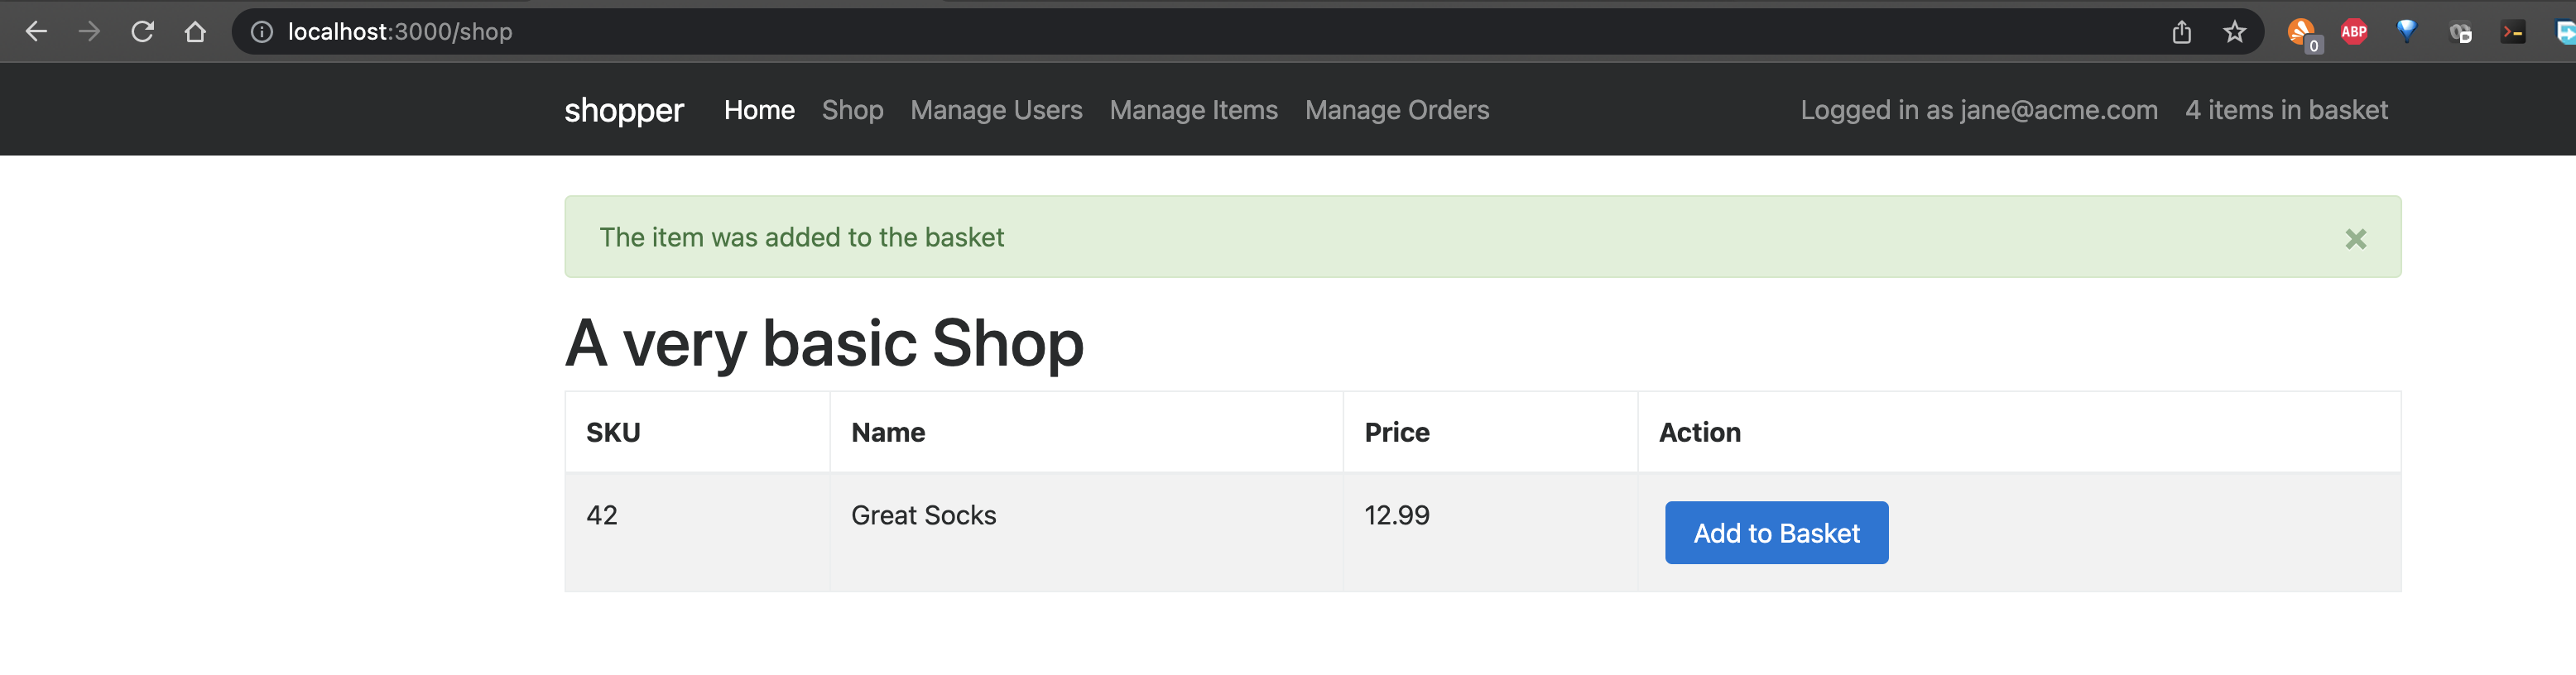 localhost:3000/shop
0
ABP
shopper Home Shop Manage Users Manage Items Manage Orders Logged in as jane@acme.com 4 items in basket
The item was added to the basket ×
A very basic Shop
SKU Name Price Action
42 Great Socks 12.99 Add to Basket